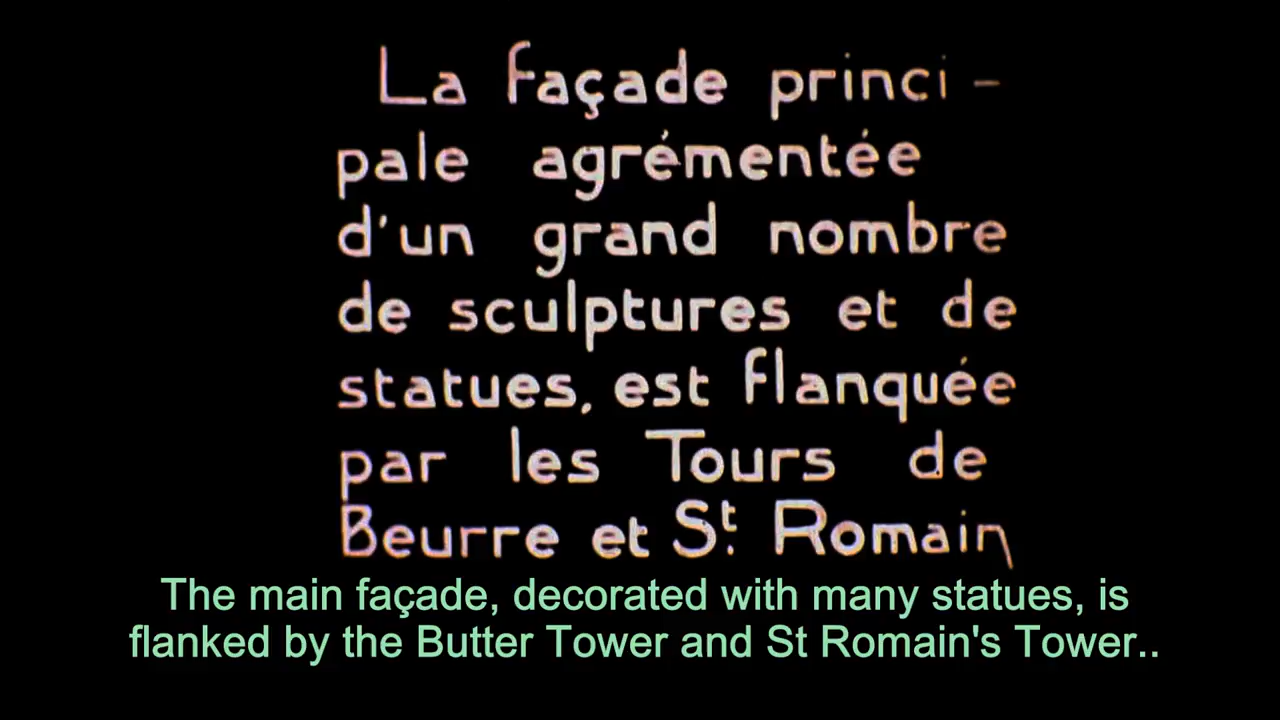 La façade princi-
pale agrémentée
d'un grand nombre
de sculptures et de
statues, est flanquée
par les Tours de
Beurre et St. Romain
The main façade, decorated with many statues, is
flanked by the Butter Tower and St Romain's Tower..